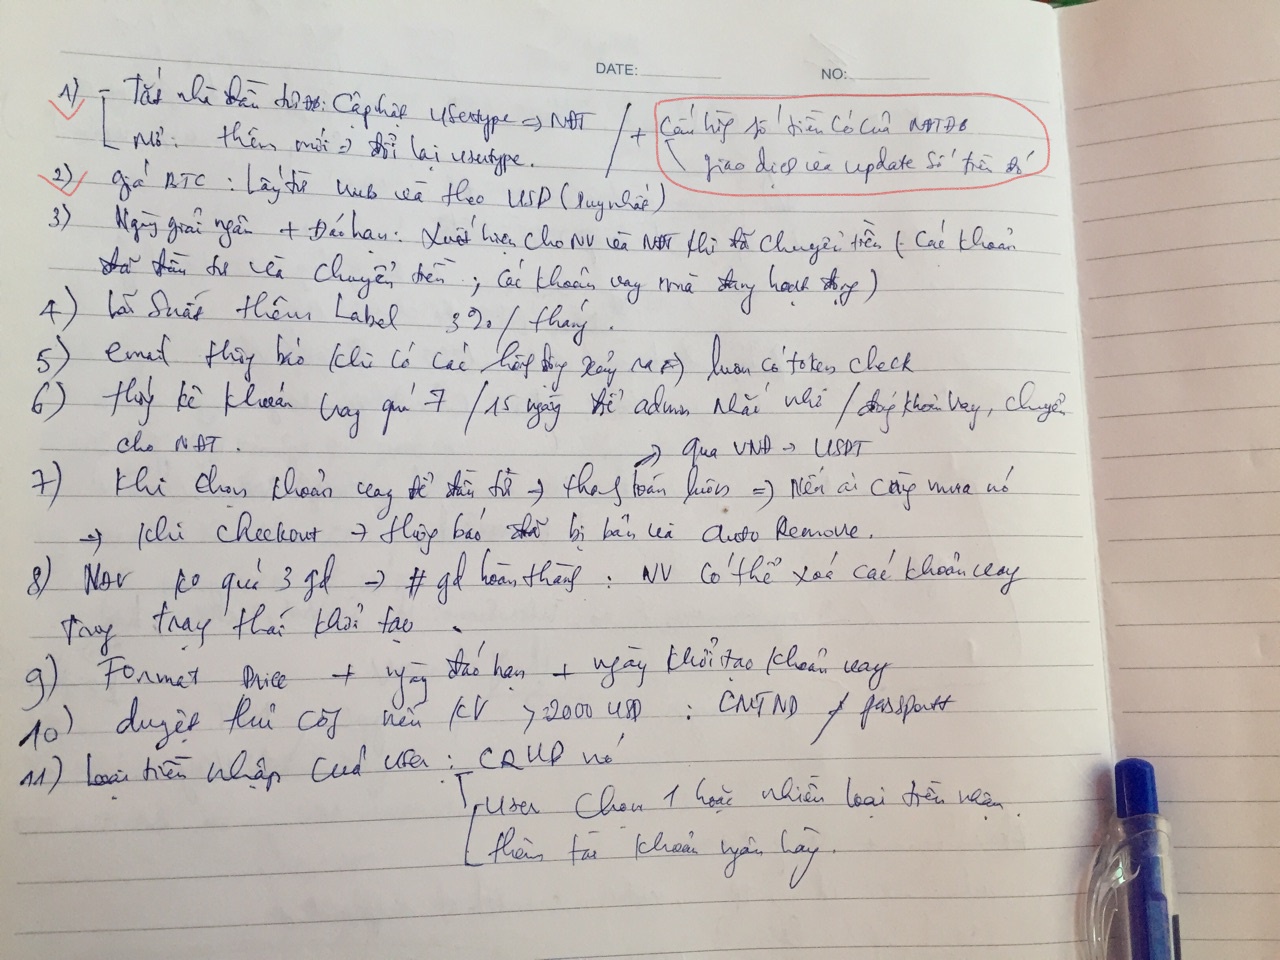 DATE: NO:
1) - Tắt nhà đầu tư ĐB: Cập nhật Usertype => NĐT / + Cấu hình số tiền có của NĐTĐB
Mở: thêm mới => đổi lại usertype. giao dịch và update số tiền đó
2) giá BTC: Lấy từ và theo USD (duy nhất)
3) Ngày giải ngân + Đáo hạn: Xuất hiện cho NV và NĐT khi đã chuyển tiền (- Các khoản
đã đầu tư và chuyển tiền; các khoản vay mà đang hoạt động)
4) Lãi suất thêm Label 3%/tháng.
5) email thông báo khi có các xảy ra => luôn có token check
6) thống kê khoản vay quá 7/15 ngày để admin nhắc nhở / đóng khoản vay, chuyển
cho NĐT.
=> qua VNĐ -> USDT
7) Khi chọn khoản vay để đầu tư -> thanh toán luôn => Nếu ai cũng mua nó
-> khi checkout -> thông báo đã bị bán và auto Remove.
8) NĐV ko quá 3 gd -> # gd hoàn thành: NV có thể xoá các khoản vay
Trong trạng thái khởi tạo.
9) Format Price + ngày đáo hạn + ngày khởi tạo khoản vay
10) duyệt thủ công nếu KV > 2000 USD: CMTND / passport
11) Loại tiền nhập của user: CRUD nó
User chọn 1 hoặc nhiều loại tiền nhận.
thêm tài khoản ngân hàng.